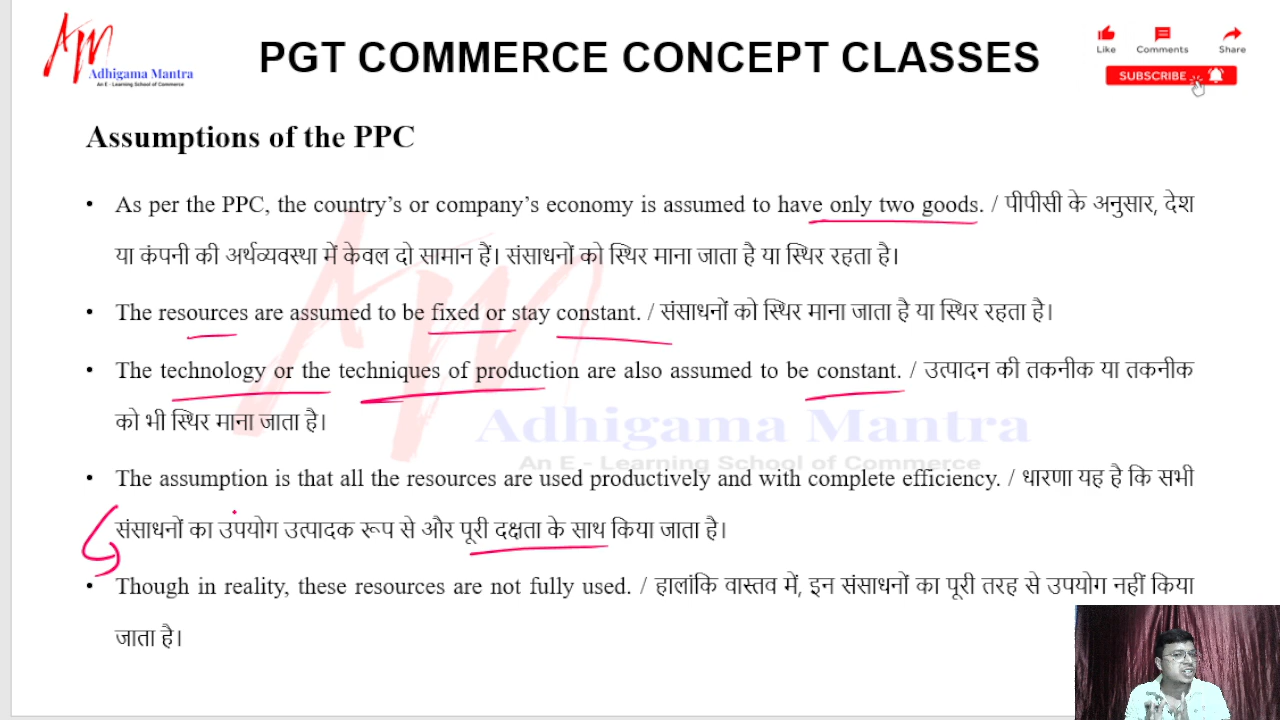 Adhigama Mantra
An E - Learning School of Commerce
PGT COMMERCE CONCEPT CLASSES
Like Comments Share
SUBSCRIBE
Assumptions of the PPC
• As per the PPC, the country’s or company’s economy is assumed to have only two goods. / पीपीसी के अनुसार, देश
या कंपनी की अर्थव्यवस्था में केवल दो सामान हैं। संसाधनों को स्थिर माना जाता है या स्थिर रहता है।
• The resources are assumed to be fixed or stay constant. / संसाधनों को स्थिर माना जाता है या स्थिर रहता है।
• The technology or the techniques of production are also assumed to be constant. / उत्पादन की तकनीक या तकनीक
को भी स्थिर माना जाता है।
• The assumption is that all the resources are used productively and with complete efficiency. / धारणा यह है कि सभी
संसाधनों का उपयोग उत्पादक रूप से और पूरी दक्षता के साथ किया जाता है।
• Though in reality, these resources are not fully used. / हालांकि वास्तव में, इन संसाधनों का पूरी तरह से उपयोग नहीं किया
जाता है।
Adhigama Mantra
An E - Learning School of Commerce